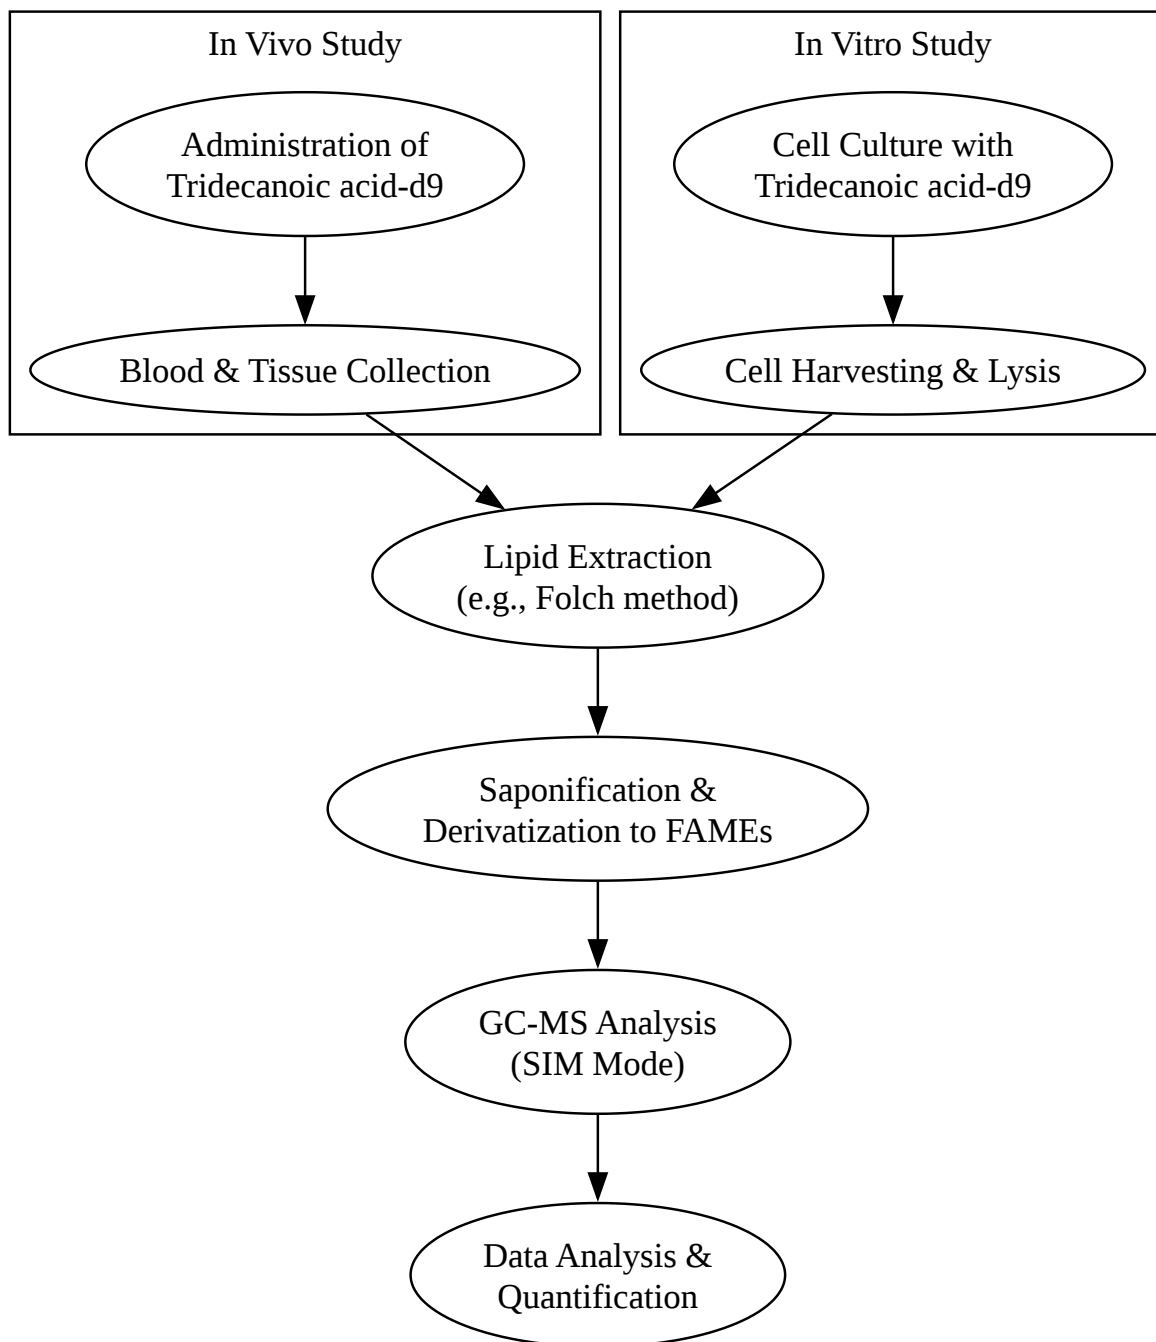 In Vivo Study
In Vitro Study
Administration of
Tridecanoic acid-d9
Cell Culture with
Tridecanoic acid-d9
Blood & Tissue Collection
Cell Harvesting & Lysis
Lipid Extraction
(e.g., Folch method)
Saponification &
Derivatization to FAMEs
GC-MS Analysis
(SIM Mode)
Data Analysis &
Quantification